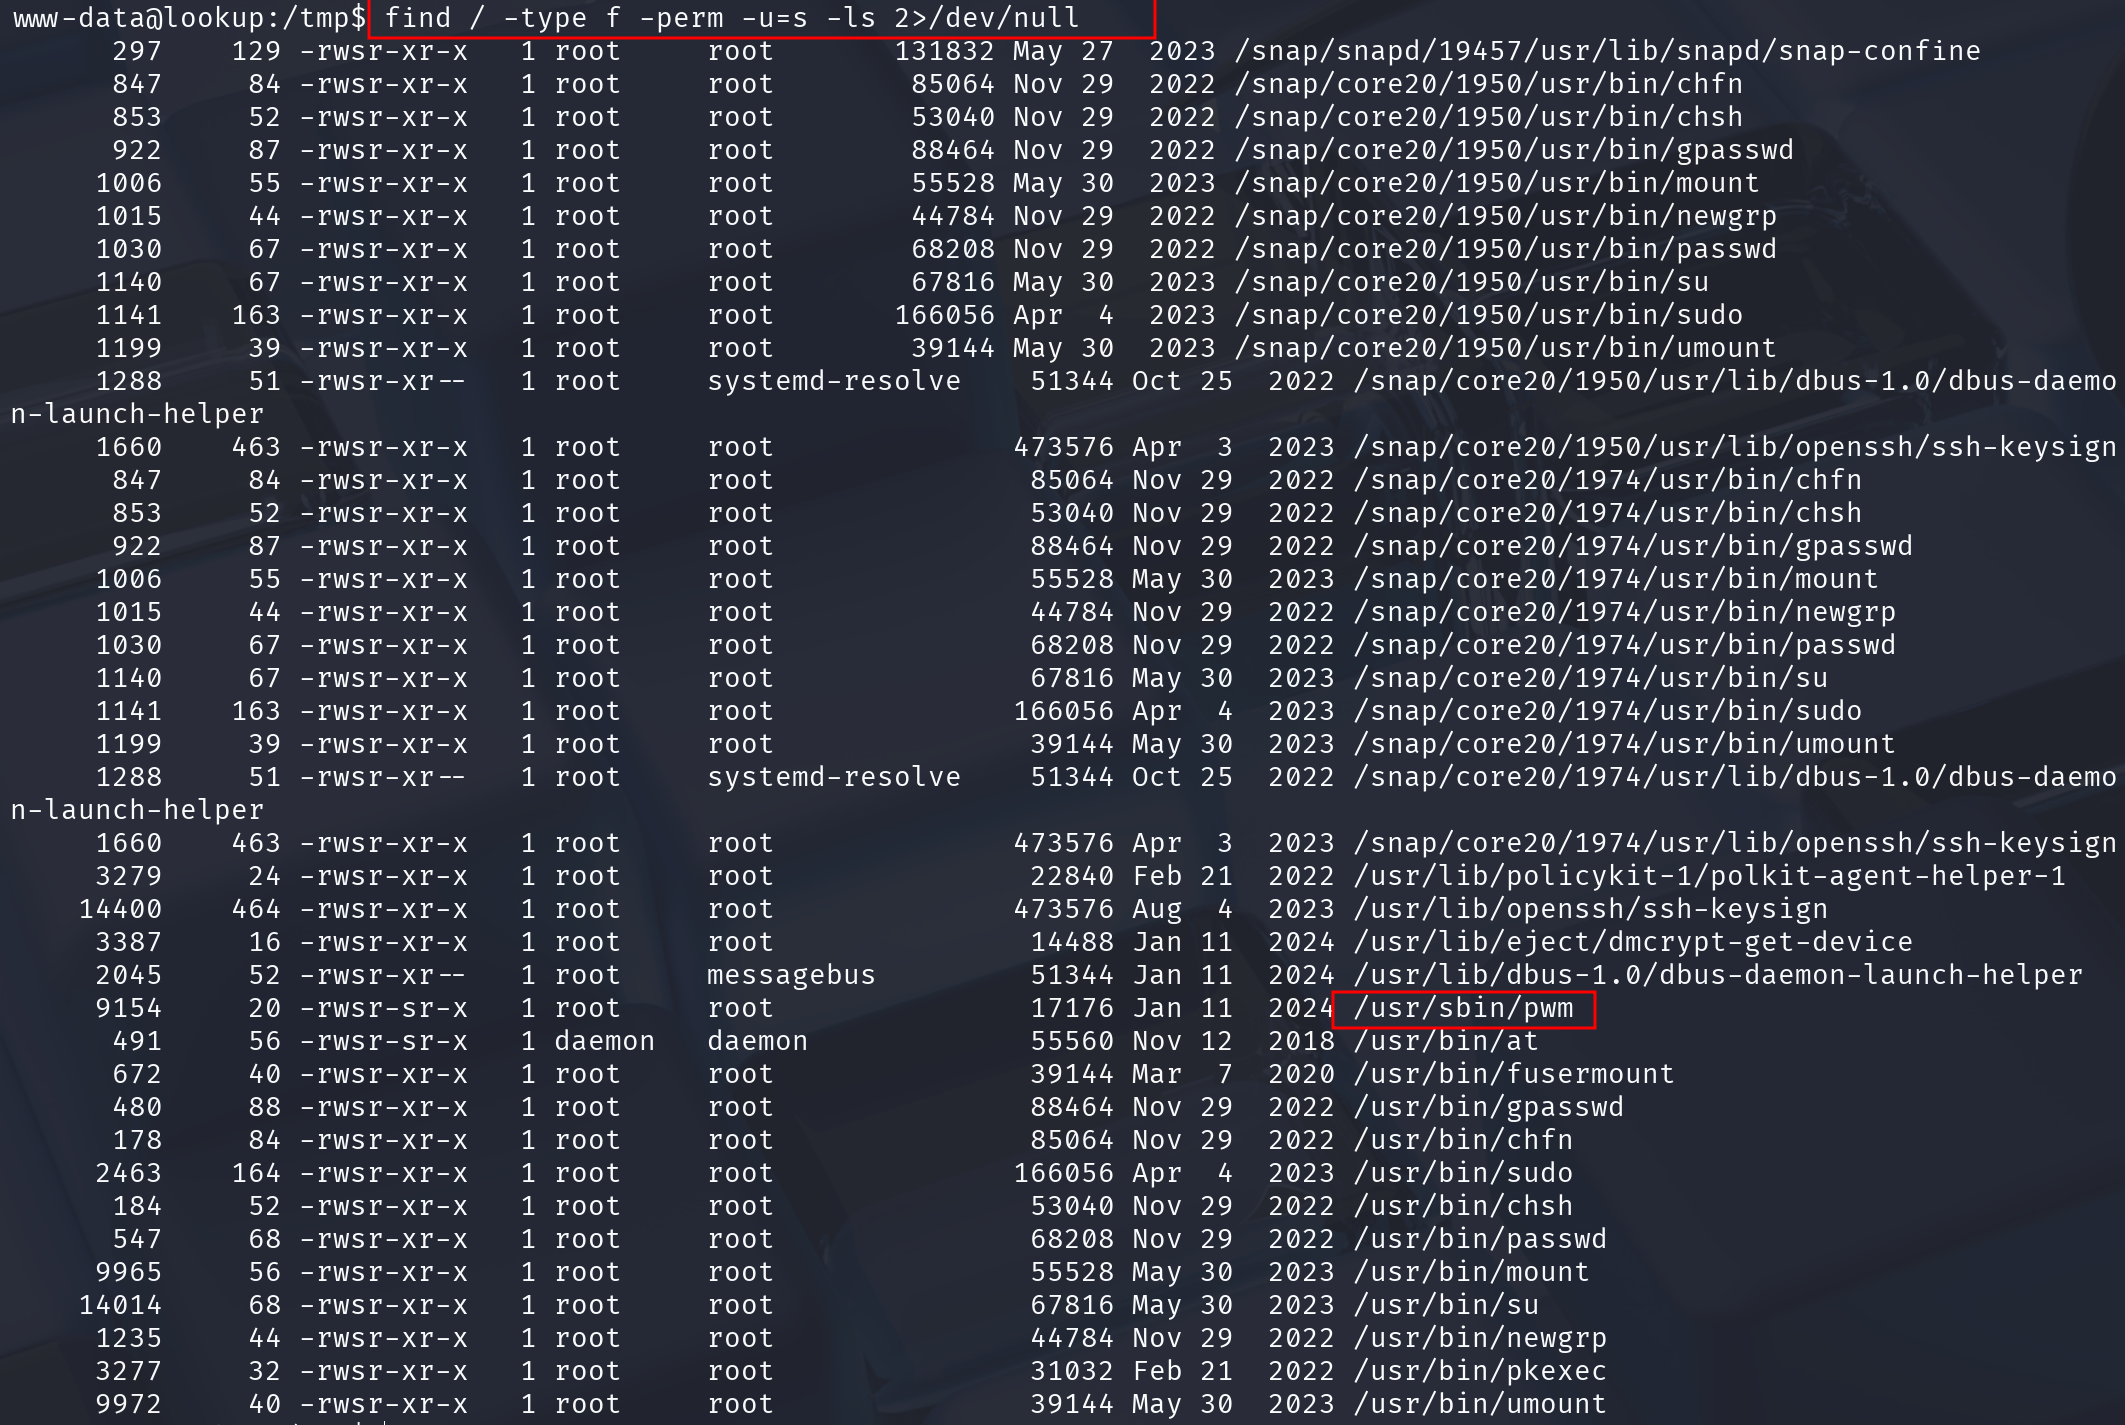 www-data@lookup:/tmp$ find / -type f -perm -u=s -ls 2>/dev/null
297 129 -rwsr-xr-x 1 root root 131832 May 27 2023 /snap/snapd/19457/usr/lib/snapd/snap-confine
847 84 -rwsr-xr-x 1 root root 85064 Nov 29 2022 /snap/core20/1950/usr/bin/chfn
853 52 -rwsr-xr-x 1 root root 53040 Nov 29 2022 /snap/core20/1950/usr/bin/chsh
922 87 -rwsr-xr-x 1 root root 88464 Nov 29 2022 /snap/core20/1950/usr/bin/gpasswd
1006 55 -rwsr-xr-x 1 root root 55528 May 30 2023 /snap/core20/1950/usr/bin/mount
1015 44 -rwsr-xr-x 1 root root 44784 Nov 29 2022 /snap/core20/1950/usr/bin/newgrp
1030 67 -rwsr-xr-x 1 root root 68208 Nov 29 2022 /snap/core20/1950/usr/bin/passwd
1140 67 -rwsr-xr-x 1 root root 67816 May 30 2023 /snap/core20/1950/usr/bin/su
1141 163 -rwsr-xr-x 1 root root 166056 Apr 4 2023 /snap/core20/1950/usr/bin/sudo
1199 39 -rwsr-xr-x 1 root root 39144 May 30 2023 /snap/core20/1950/usr/bin/umount
1288 51 -rwsr-xr-- 1 root systemd-resolve 51344 Oct 25 2022 /snap/core20/1950/usr/lib/dbus-1.0/dbus-daemo
n-launch-helper
1660 463 -rwsr-xr-x 1 root root 473576 Apr 3 2023 /snap/core20/1950/usr/lib/openssh/ssh-keysign
847 84 -rwsr-xr-x 1 root root 85064 Nov 29 2022 /snap/core20/1974/usr/bin/chfn
853 52 -rwsr-xr-x 1 root root 53040 Nov 29 2022 /snap/core20/1974/usr/bin/chsh
922 87 -rwsr-xr-x 1 root root 88464 Nov 29 2022 /snap/core20/1974/usr/bin/gpasswd
1006 55 -rwsr-xr-x 1 root root 55528 May 30 2023 /snap/core20/1974/usr/bin/mount
1015 44 -rwsr-xr-x 1 root root 44784 Nov 29 2022 /snap/core20/1974/usr/bin/newgrp
1030 67 -rwsr-xr-x 1 root root 68208 Nov 29 2022 /snap/core20/1974/usr/bin/passwd
1140 67 -rwsr-xr-x 1 root root 67816 May 30 2023 /snap/core20/1974/usr/bin/su
1141 163 -rwsr-xr-x 1 root root 166056 Apr 4 2023 /snap/core20/1974/usr/bin/sudo
1199 39 -rwsr-xr-x 1 root root 39144 May 30 2023 /snap/core20/1974/usr/bin/umount
1288 51 -rwsr-xr-- 1 root systemd-resolve 51344 Oct 25 2022 /snap/core20/1974/usr/lib/dbus-1.0/dbus-daemo
n-launch-helper
1660 463 -rwsr-xr-x 1 root root 473576 Apr 3 2023 /snap/core20/1974/usr/lib/openssh/ssh-keysign
3279 24 -rwsr-xr-x 1 root root 22840 Feb 21 2022 /usr/lib/policykit-1/polkit-agent-helper-1
14400 464 -rwsr-xr-x 1 root root 473576 Aug 4 2023 /usr/lib/openssh/ssh-keysign
3387 16 -rwsr-xr-x 1 root root 14488 Jan 11 2024 /usr/lib/eject/dmcrypt-get-device
2045 52 -rwsr-xr-- 1 root messagebus 51344 Jan 11 2024 /usr/lib/dbus-1.0/dbus-daemon-launch-helper
9154 20 -rwsr-sr-x 1 root root 17176 Jan 11 2024 /usr/sbin/pwm
491 56 -rwsr-sr-x 1 daemon daemon 55560 Nov 12 2018 /usr/bin/at
672 40 -rwsr-xr-x 1 root root 39144 Mar 7 2020 /usr/bin/fusermount
480 88 -rwsr-xr-x 1 root root 88464 Nov 29 2022 /usr/bin/gpasswd
178 84 -rwsr-xr-x 1 root root 85064 Nov 29 2022 /usr/bin/chfn
2463 164 -rwsr-xr-x 1 root root 166056 Apr 4 2023 /usr/bin/sudo
184 52 -rwsr-xr-x 1 root root 53040 Nov 29 2022 /usr/bin/chsh
547 68 -rwsr-xr-x 1 root root 68208 Nov 29 2022 /usr/bin/passwd
9965 56 -rwsr-xr-x 1 root root 55528 May 30 2023 /usr/bin/mount
14014 68 -rwsr-xr-x 1 root root 67816 May 30 2023 /usr/bin/su
1235 44 -rwsr-xr-x 1 root root 44784 Nov 29 2022 /usr/bin/newgrp
3277 32 -rwsr-xr-x 1 root root 31032 Feb 21 2022 /usr/bin/pkexec
9972 40 -rwsr-xr-x 1 root root 39144 May 30 2023 /usr/bin/umount